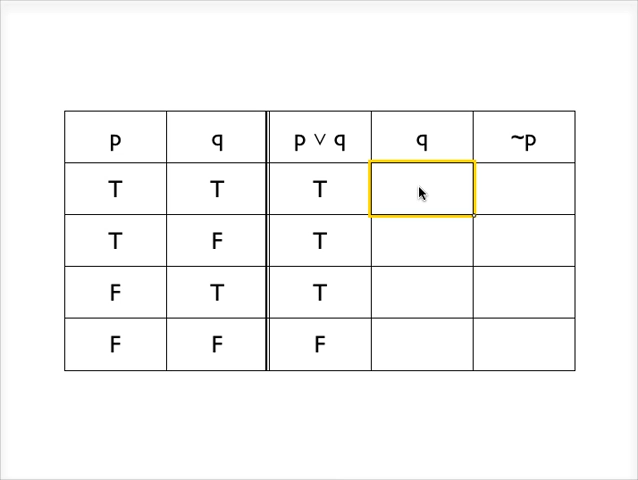 p q p ∨ q q ~p
T T T
T F T
F T T
F F F